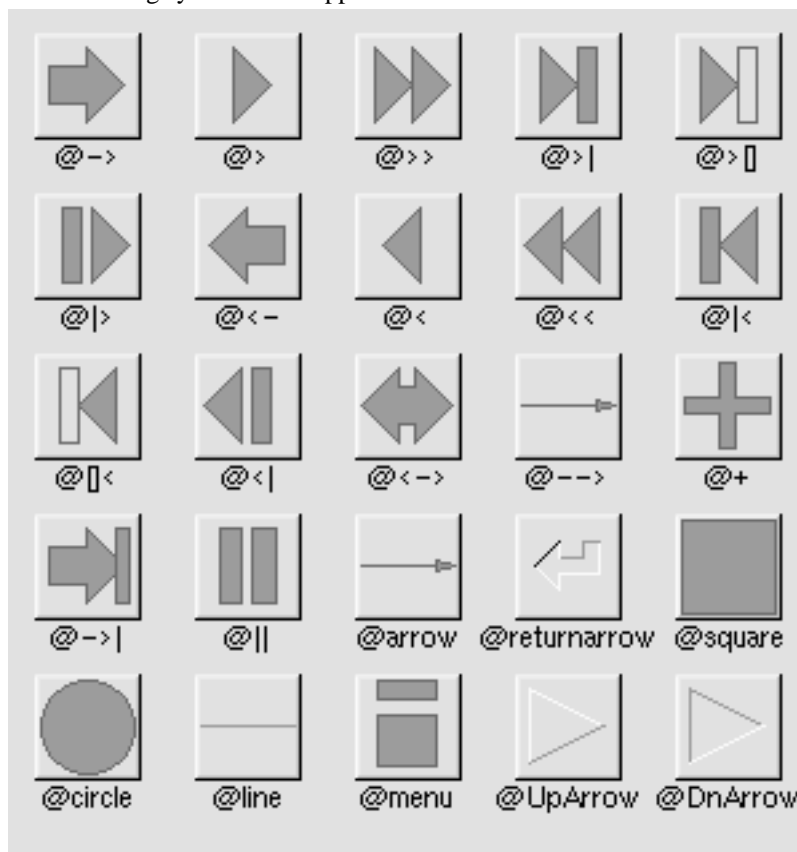 @-> @> @>> @>| @>[]
@|> @<- @< @<< @|<
@[]< @<| @<-> @--> @+
@->| @|| @arrow @returnarrow @square
@circle @line @menu @UpArrow @DnArrow